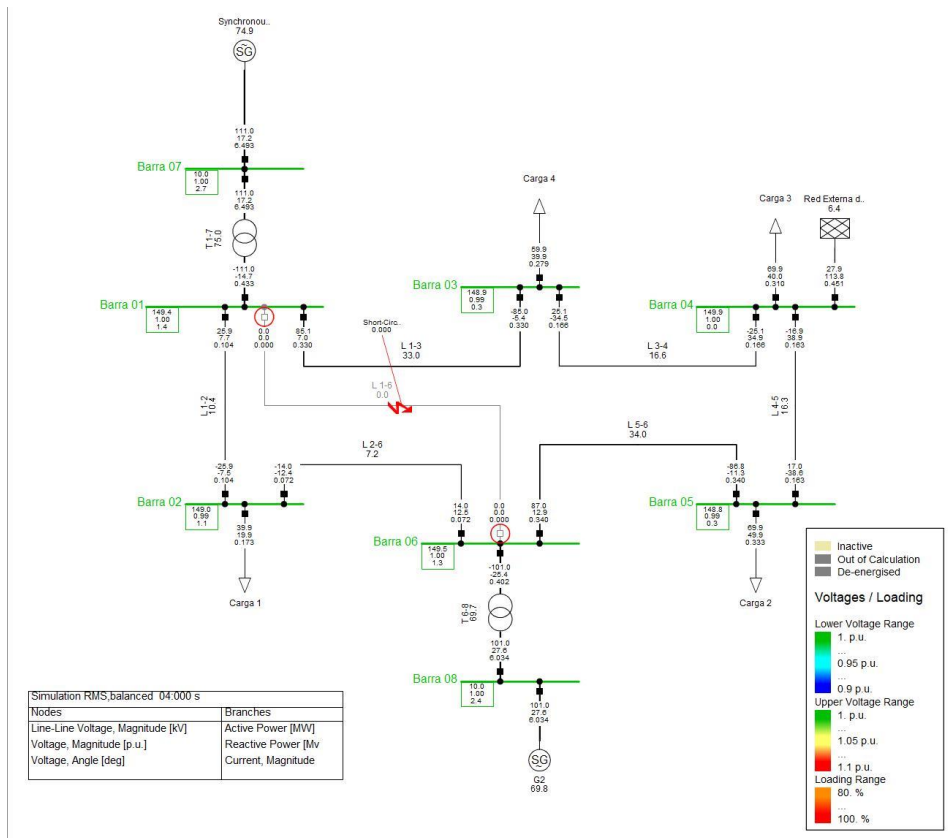 Synchronou..
74.9
SG
111.0
17.2
6.493
Barra 07
10.0
1.00
2.7
111.0
17.2
6.493
T 1-7
75.0
-111.0
-14.7
0.433
Barra 01
149.4
1.00
1.4
25.9
7.7
0.104
0.0
0.0
0.000
85.1
7.0
0.330
L 1-3
33.0
Short-Circ...
0.000
L 1-6
0.0
Carga 4
59.9
39.9
0.279
Barra 03
148.9
0.99
0.3
-85.0
-5.4
0.330
25.1
-34.5
0.166
L 3-4
16.6
Carga 3
Red Externa d..
6.4
69.9
40.0
0.310
27.9
113.8
0.451
Barra 04
149.9
1.00
0.0
-25.1
34.9
0.166
-16.9
38.9
0.163
L 1-2
10.4
L 4-5
16.3
L 2-6
7.2
L 5-6
34.0
-25.9
-7.5
0.104
-14.0
-12.4
0.072
Barra 02
149.0
0.99
1.1
39.9
19.9
0.173
Carga 1
14.0
12.6
0.072
0.0
0.0
0.000
87.0
12.9
0.340
Barra 06
149.5
1.00
1.3
-101.0
-25.4
0.402
T 6-8
69.7
101.0
27.6
6.034
Barra 08
10.0
1.00
2.4
101.0
27.6
6.034
SG
G2
69.8
-86.8
-11.3
0.340
17.0
-38.6
0.163
Barra 05
148.8
0.99
0.3
69.9
49.9
0.333
Carga 2
Inactive
Out of Calculation
De-energised
Voltages / Loading
Lower Voltage Range
1. p.u.
...
0.95 p.u.
...
0.9 p.u.
Upper Voltage Range
1. p.u.
...
1.05 p.u.
...
1.1 p.u.
Loading Range
80. %
...
100. %
Simulation RMS,balanced 04:000 s
Nodes
Branches
Line-Line Voltage, Magnitude [kV]
Active Power [MW]
Voltage, Magnitude [p.u.]
Reactive Power [Mv
Voltage, Angle [deg]
Current, Magnitude